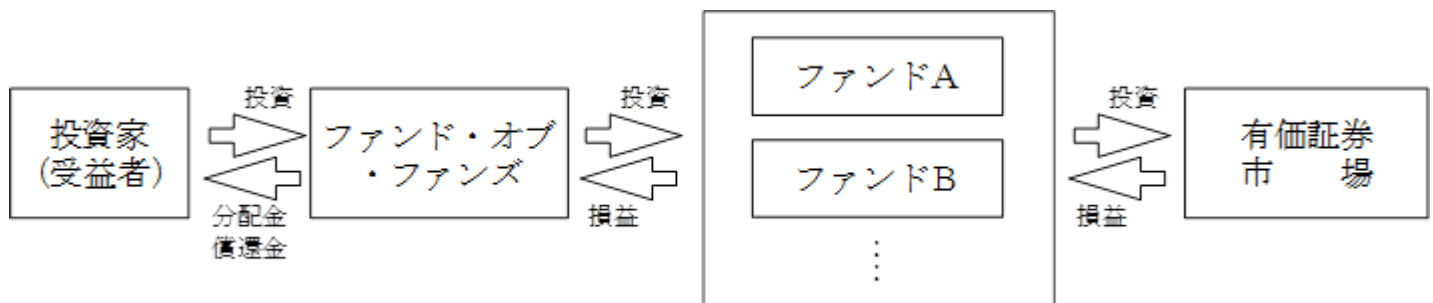 投資家
(受益者)
投資
分配金
償還金
ファンド・オブ
・ファンズ
投資
損益
ファンドA
ファンドB
⋮
投資
損益
有価証券
市　　場